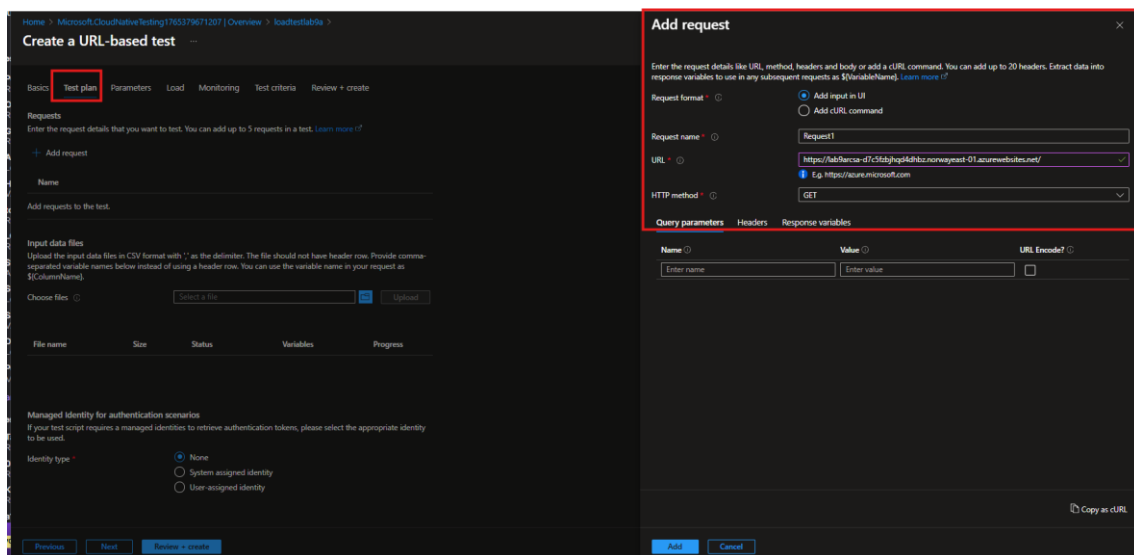 Home > Microsoft.CloudNativeTesting1765379671207 | Overview > loadtestlab9a >
Create a URL-based test ...
Basics Test plan Parameters Load Monitoring Test criteria Review + create
Requests
Enter the request details that you want to test. You can add up to 5 requests in a test. Learn more
+ Add request
Name
Add requests to the test.
Input data files
Upload the input data files in CSV format with ',' as the delimiter. The file should not have header row. Provide comma-
separated variable names below instead of using a header row. You can use the variable name in your request as
$(ColumnName).
Choose files
Select a file
Upload
File name Size Status Variables Progress
Managed Identity for authentication scenarios
If your test script requires a managed identities to retrieve authentication tokens, please select the appropriate identity
to be used.
Identity type *
None
System assigned identity
User-assigned identity
Previous Next Review + create
Add request
Enter the request details like URL, method, headers and body or add a cURL command. You can add up to 20 headers. Extract data into
response variables to use in any subsequent requests as $(VariableName). Learn more
Request format *
Add input in UI
Add cURL command
Request name *
Request1
URL *
https://lab9arcsa-d7c5fzbjhqd4dhbz.norwayeast-01.azurewebsites.net/
E.g. https://azure.microsoft.com
HTTP method *
GET
Query parameters Headers Response variables
Name Value URL Encode?
Enter name Enter value
Copy as cURL
Add Cancel